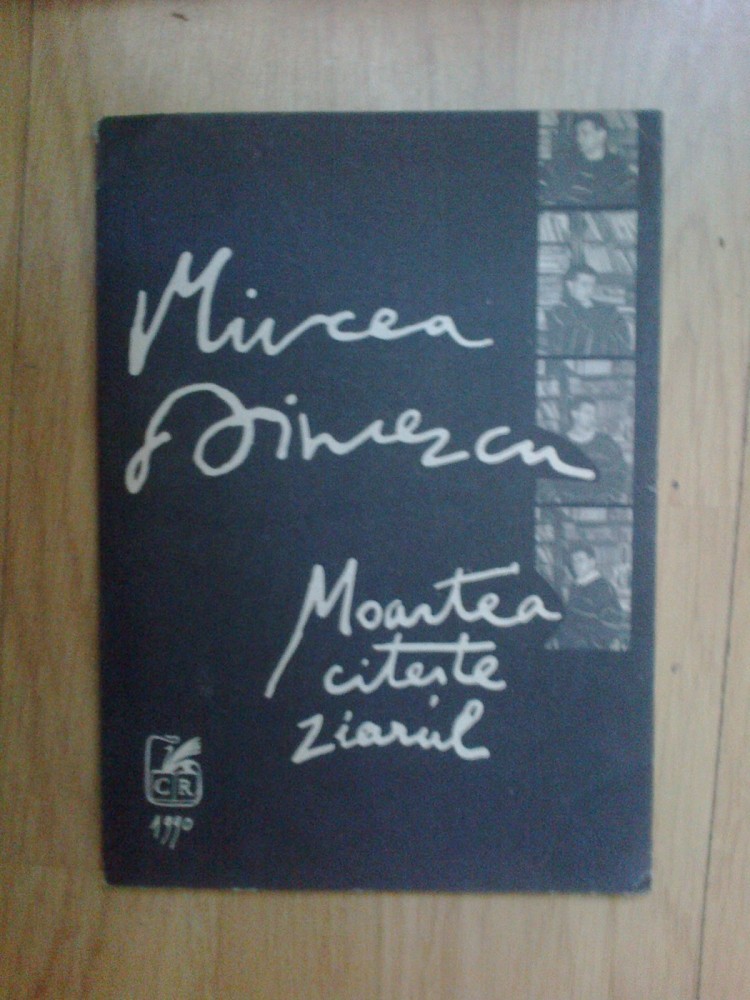 Mircea
Dinescu
Moartea
citește
ziarul
CR
1990